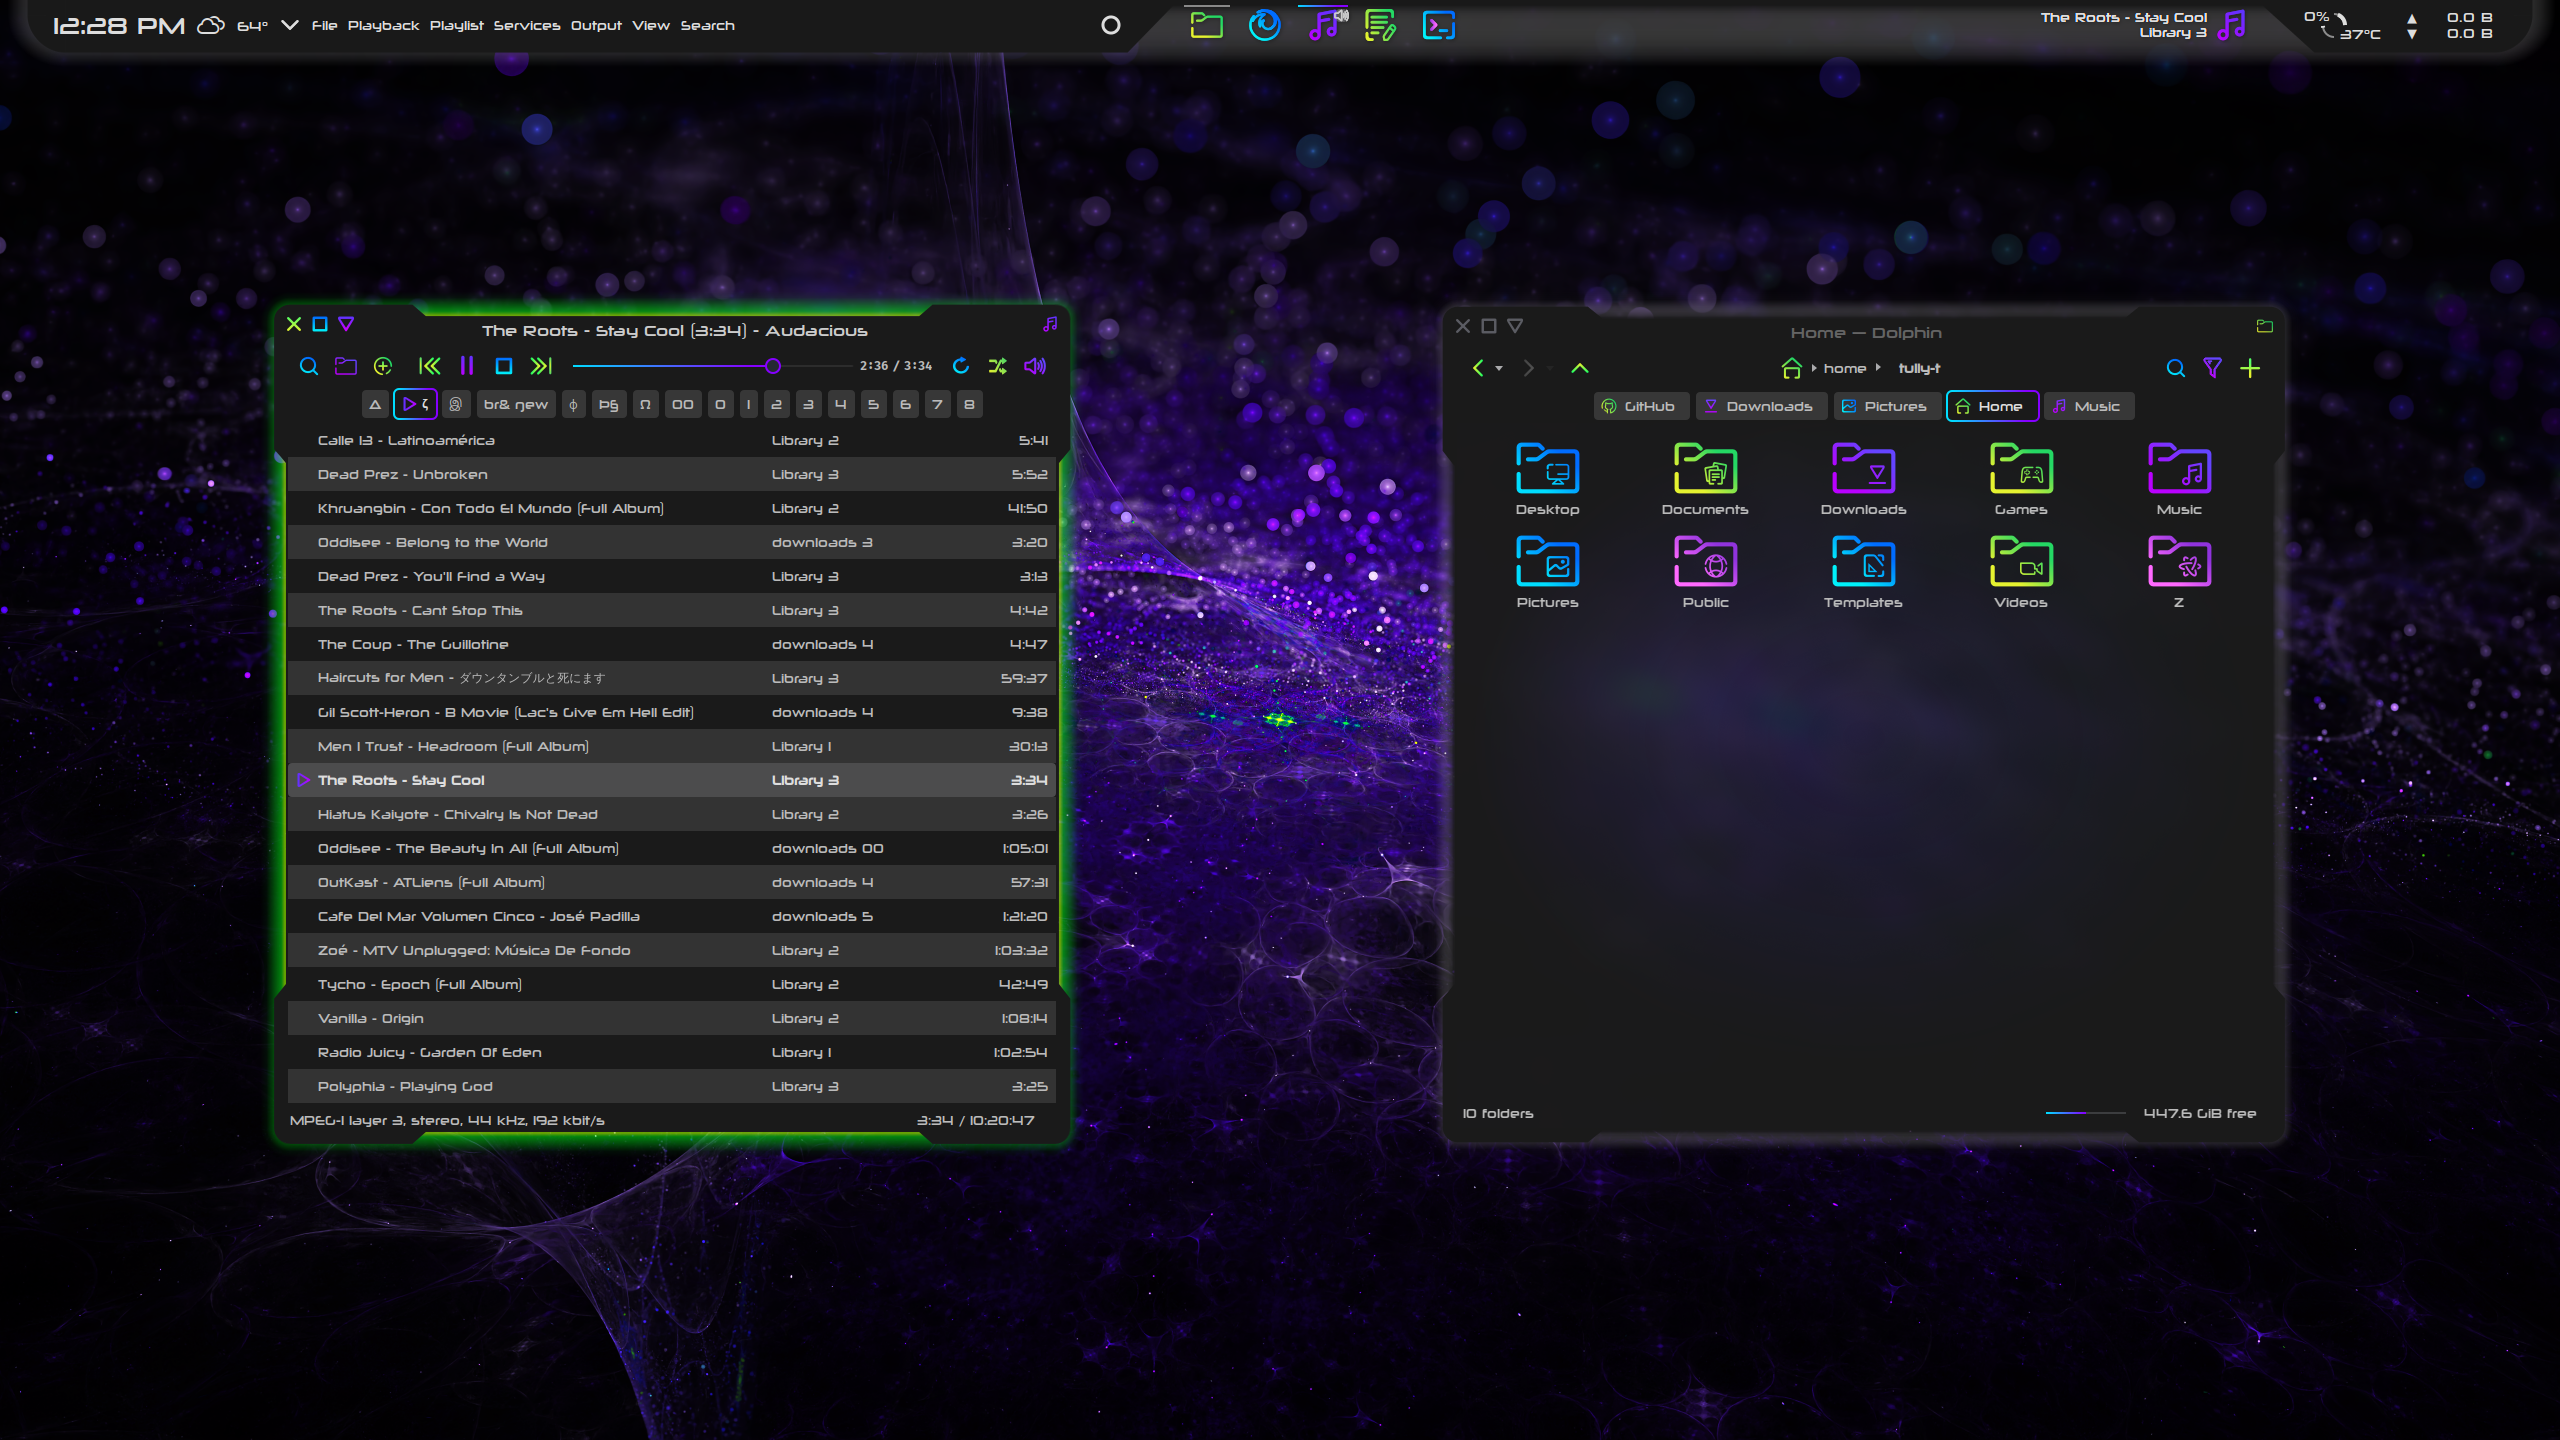 12:28 PM 64° File Playback Playlist Services Output View Search
The Roots - Stay Cool
Library 3
0%
37°C
0.0 B
0.0 B
The Roots - Stay Cool (3:34) - Audacious
2:36 / 3:34
Δ ζ br& new ϕ Ω 00 0 1 2 3 4 5 6 7 8
Calle 13 - Latinoamérica Library 2 5:41
Dead Prez - Unbroken Library 3 5:52
Khruangbin - Con Todo El Mundo (Full Album) Library 2 41:50
Oddisee - Belong to the World downloads 3 3:20
Dead Prez - You'll Find a Way Library 3 3:13
The Roots - Cant Stop This Library 3 4:42
The Coup - The Guillotine downloads 4 4:47
Haircuts for Men - ダウンタンブルと死にます Library 3 59:37
Gil Scott-Heron - B Movie (Lac's Give Em Hell Edit) downloads 4 9:38
Men I Trust - Headroom (Full Album) Library 1 30:13
The Roots - Stay Cool Library 3 3:34
Hiatus Kaiyote - Chivalry Is Not Dead Library 2 3:26
Oddisee - The Beauty In All (Full Album) downloads 00 1:05:01
OutKast - ATLiens (Full Album) downloads 4 57:31
Cafe Del Mar Volumen Cinco - José Padilla downloads 5 1:21:20
Zoé - MTV Unplugged: Música De Fondo Library 2 1:03:32
Tycho - Epoch (Full Album) Library 2 42:49
Vanilla - Origin Library 2 1:08:14
Radio Juicy - Garden Of Eden Library 1 1:02:54
Polyphia - Playing God Library 3 3:25
MPEG-1 layer 3, stereo, 44 kHz, 192 kbit/s 3:34 / 10:20:47
Home — Dolphin
home tully-t
GitHub Downloads Pictures Home Music
Desktop Documents Downloads Games Music
Pictures Public Templates Videos Z
10 folders 447.6 GiB free